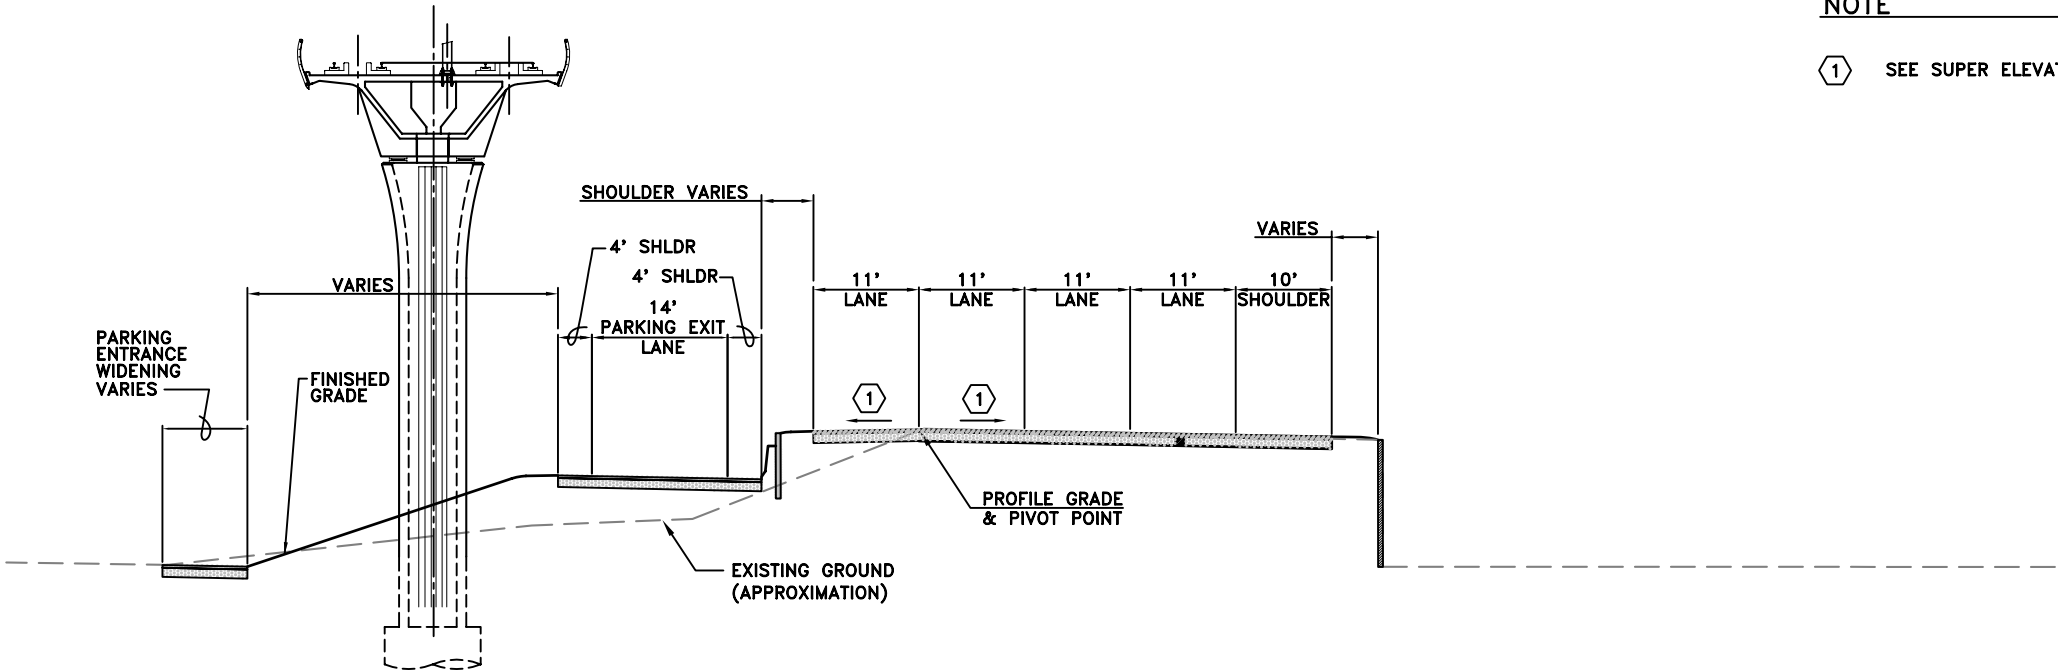 NOTE
1
SEE SUPER
SHOULDER VARIES
VARIES
4' SHLDR
4' SHLDR
VARIES
11'
LANE
11'
LANE
11'
LANE
11'
LANE
10'
SHOULDER
14'
PARKING EXIT
LANE
PARKING
ENTRANCE
WIDENING
VARIES
FINISHED
GRADE
1
1
PROFILE GRADE
& PIVOT POINT
EXISTING GROUND
(APPROXIMATION)